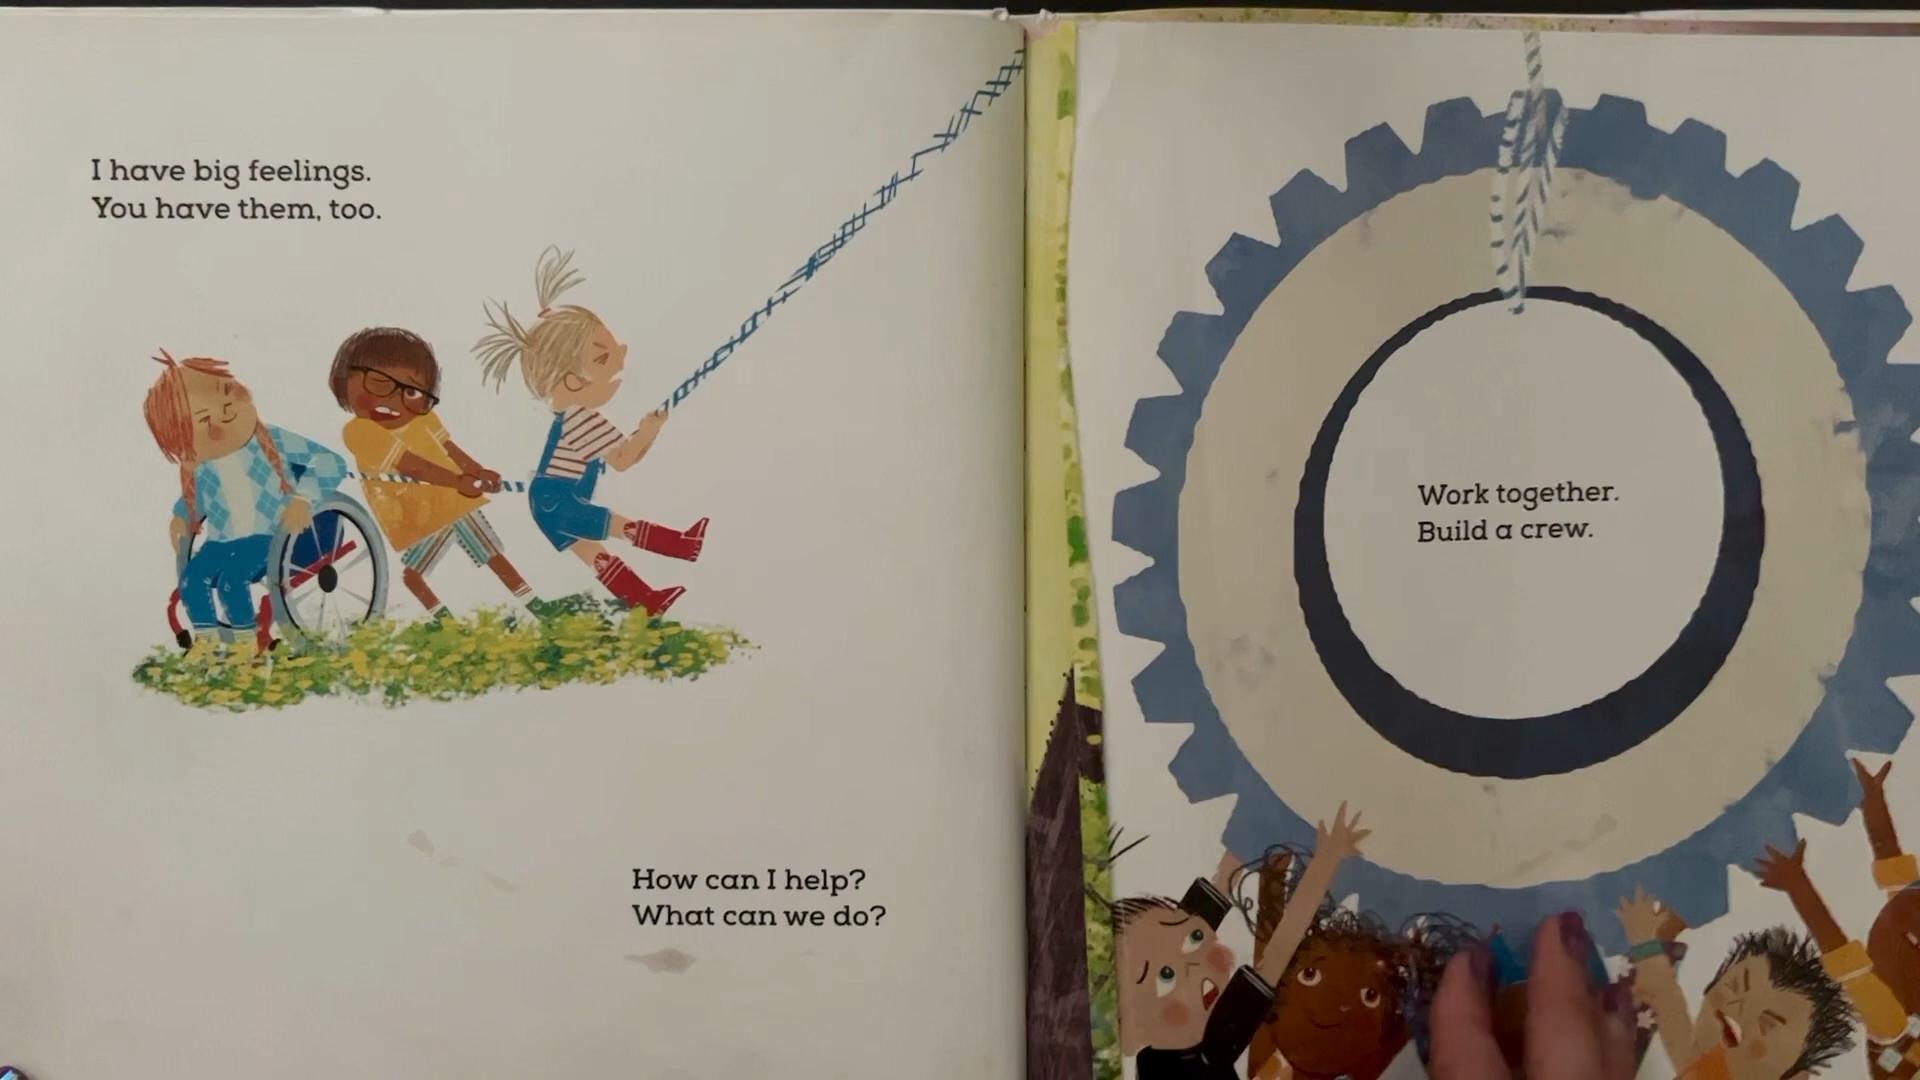 I have big feelings.
You have them, too.
How can I help?
What can we do?
Work together.
Build a crew.